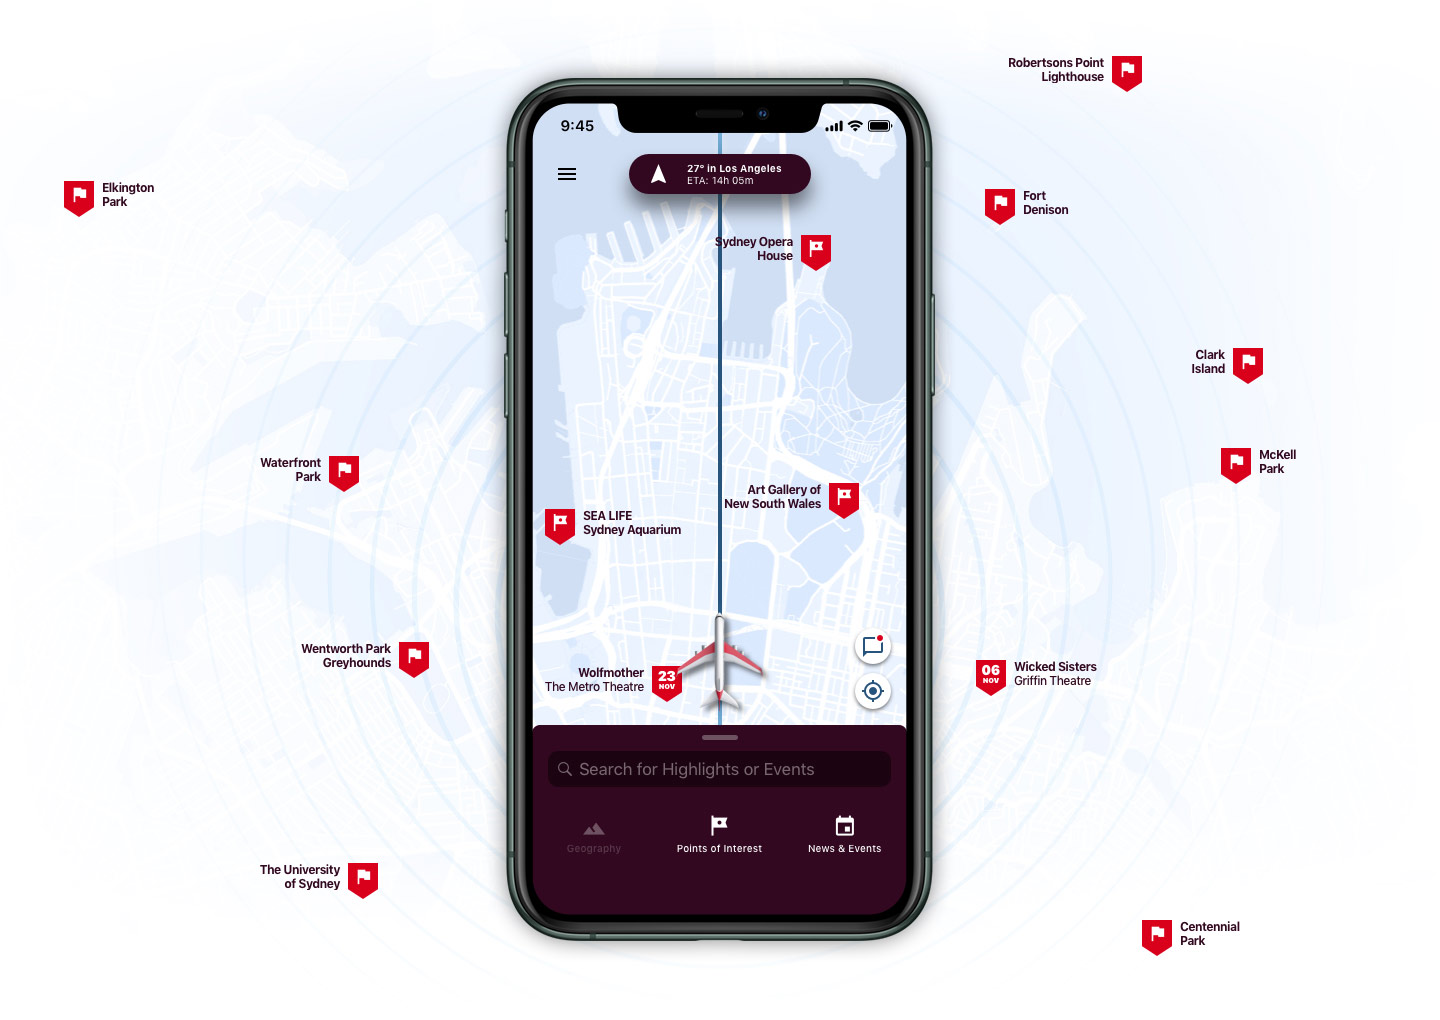 Robertsons Point
Lighthouse
9:45
27° in Los Angeles
ETA: 14h 05m
Elkington
Park
Fort
Denison
Sydney Opera
House
Clark
Island
Waterfront
Park
McKell
Park
Art Gallery of
New South Wales
SEA LIFE
Sydney Aquarium
Wentworth Park
Greyhounds
Wolfmother
The Metro Theatre
23
NOV
06
NOV
Wicked Sisters
Griffin Theatre
Search for Highlights or Events
Geography
Points of Interest
News & Events
The University
of Sydney
Centennial
Park